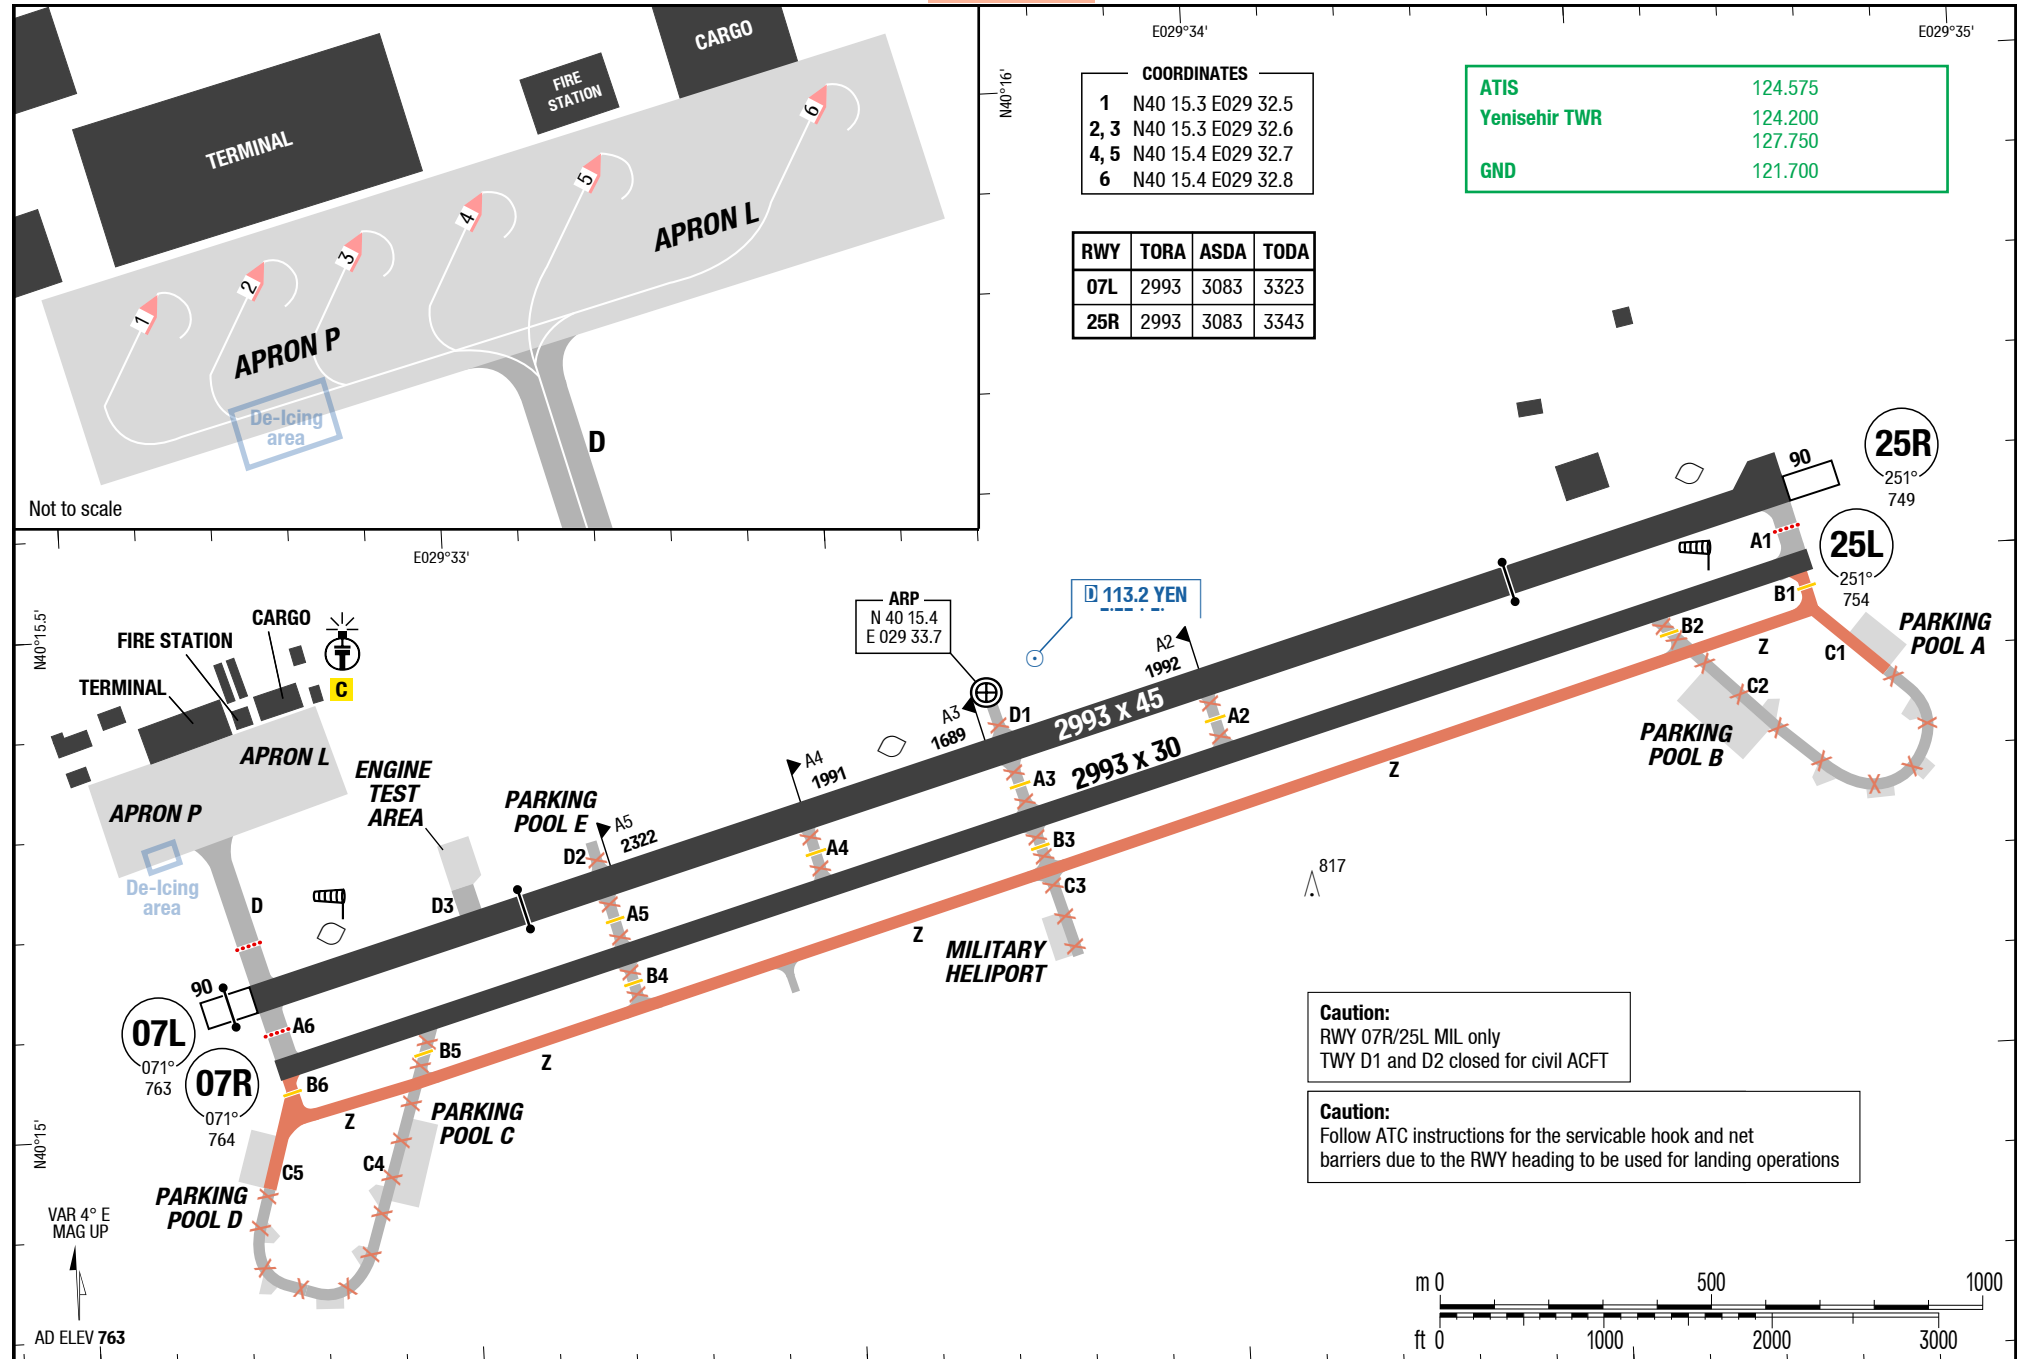 CARGO
FIRE
STATION
TERMINAL
6
5
4
3
2
1
APRON L
APRON P
De-Icing
area
D
Not to scale
E029°34'
E029°35'
N40°16'
COORDINATES
1 N40 15.3 E029 32.5
2, 3 N40 15.3 E029 32.6
4, 5 N40 15.4 E029 32.7
6 N40 15.4 E029 32.8
ATIS 124.575
Yenisehir TWR 124.200
127.750
GND 121.700
RWY TORA ASDA TODA
07L 2993 3083 3323
25R 2993 3083 3343
90
25R
251°
749
A1
25L
251°
754
B1
E029°33'
N40°15.5'
CARGO
FIRE STATION
TERMINAL
C
APRON L
APRON P
De-Icing
area
ENGINE
TEST
AREA
PARKING
POOL E
D2
A5
2322
A4
1991
A3
1689
ARP
N 40 15.4
E 029 33.7
D 113.2 YEN
A2
1992
D1
2993 x 45
2993 x 30
A2
A3
B3
C3
A4
A5
B4
D
D3
Z
Z
Z
Z
Z
B2
C2
C1
PARKING
POOL A
PARKING
POOL B
817
MILITARY
HELIPORT
90
07L
071°
763
A6
07R
071°
764
B6
B5
PARKING
POOL C
C4
C5
PARKING
POOL D
N40°15'
VAR 4° E
MAG UP
AD ELEV 763
Caution:
RWY 07R/25L MIL only
TWY D1 and D2 closed for civil ACFT
Caution:
Follow ATC instructions for the servicable hook and net
barriers due to the RWY heading to be used for landing operations
m 0 500 1000
ft 0 1000 2000 3000